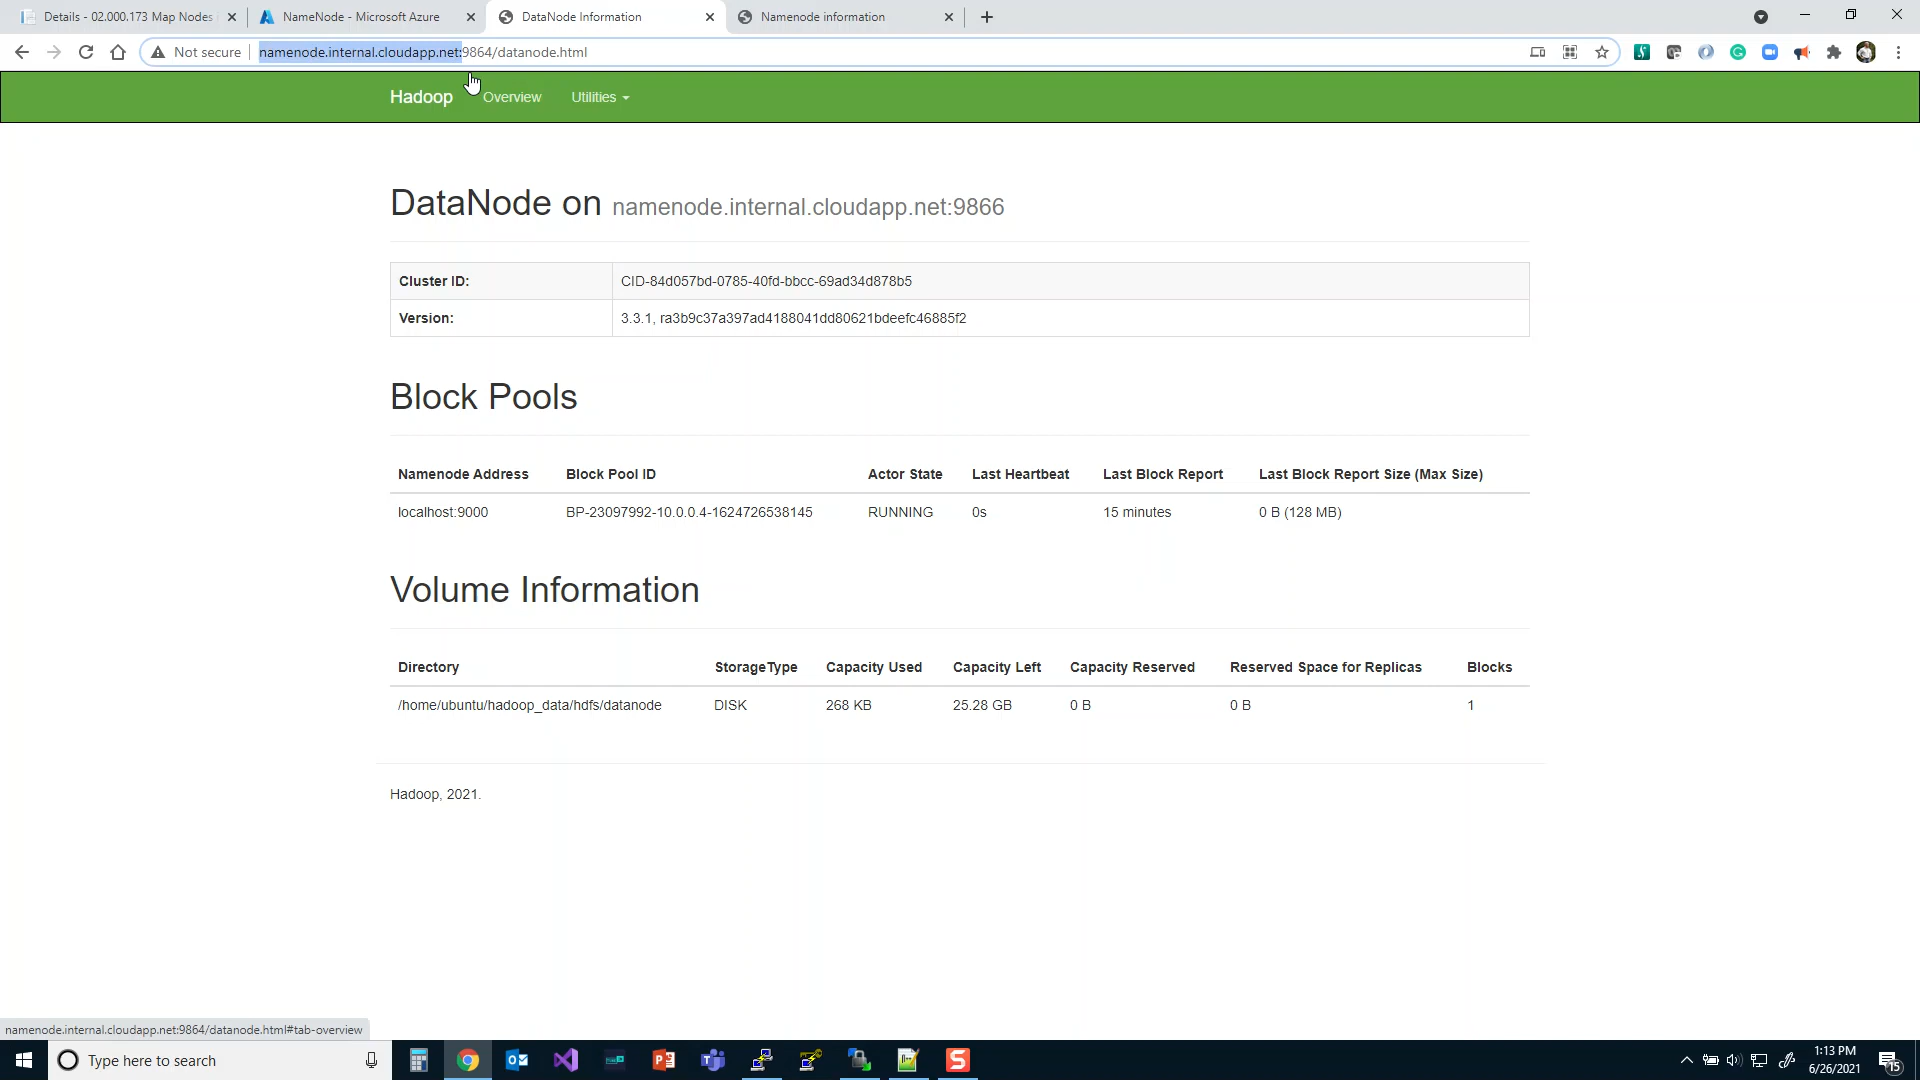 Details - 02.000.173 Map Nodes
NameNode - Microsoft Azure
DataNode Information
Namenode information
Not secure
namenode.internal.cloudapp.net:9864/datanode.html
Hadoop
Overview
Utilities
DataNode on namenode.internal.cloudapp.net:9866
Cluster ID: CID-84d057bd-0785-40fd-bbcc-69ad34d878b5
Version: 3.3.1, ra3b9c37a397ad4188041dd80621bdeefc46885f2
Block Pools
Namenode Address Block Pool ID Actor State Last Heartbeat Last Block Report Last Block Report Size (Max Size)
localhost:9000 BP-23097992-10.0.0.4-1624726538145 RUNNING 0s 15 minutes 0 B (128 MB)
Volume Information
Directory StorageType Capacity Used Capacity Left Capacity Reserved Reserved Space for Replicas Blocks
/home/ubuntu/hadoop_data/hdfs/datanode DISK 268 KB 25.28 GB 0 B 0 B 1
Hadoop, 2021.
namenode.internal.cloudapp.net:9864/datanode.html#tab-overview
Type here to search
1:13 PM
6/26/2021
15